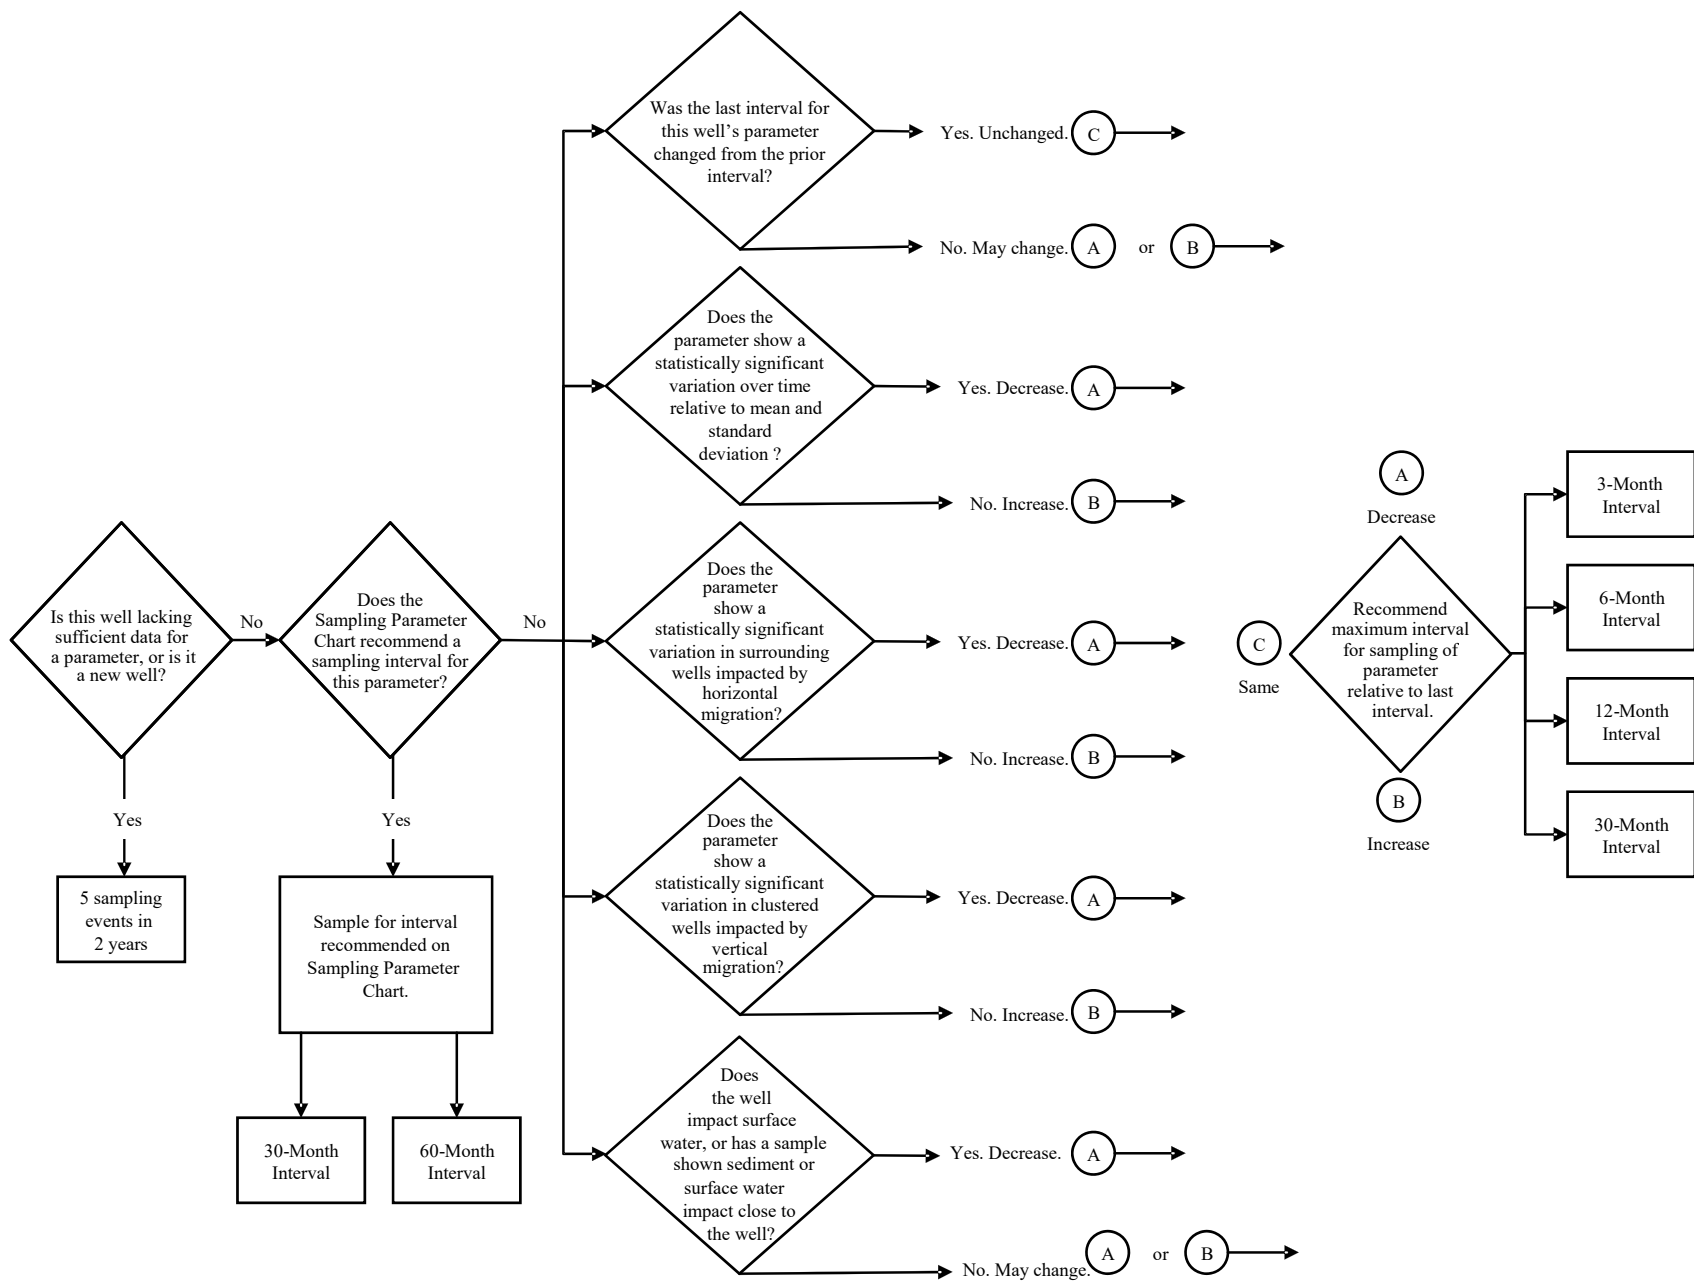 Was the last interval for
this well’s parameter
changed from the prior
interval?
Yes. Unchanged.
C
No. May change.
A
or
B
Does the
parameter show a
statistically significant
variation over time
relative to mean and
standard
deviation ?
Yes. Decrease.
A
No. Increase.
B
Is this well lacking
sufficient data for
a parameter, or is it
a new well?
No
Does the
Sampling Parameter
Chart recommend a
sampling interval for
this parameter?
No
Does the
parameter
show a
statistically significant
variation in surrounding
wells impacted by
horizontal
migration?
Yes. Decrease.
A
No. Increase.
B
Yes
5 sampling
events in
2 years
Yes
Sample for interval
recommended on
Sampling Parameter
Chart.
30-Month
Interval
60-Month
Interval
Does the
parameter
show a
statistically significant
variation in clustered
wells impacted by
vertical
migration?
Yes. Decrease.
A
No. Increase.
B
Does
the well
impact surface
water, or has a sample
shown sediment or
surface water
impact close to
the well?
Yes. Decrease.
A
No. May change.
A
or
B
A
Decrease
C
Same
Recommend
maximum interval
for sampling of
parameter
relative to last
interval.
B
Increase
3-Month
Interval
6-Month
Interval
12-Month
Interval
30-Month
Interval